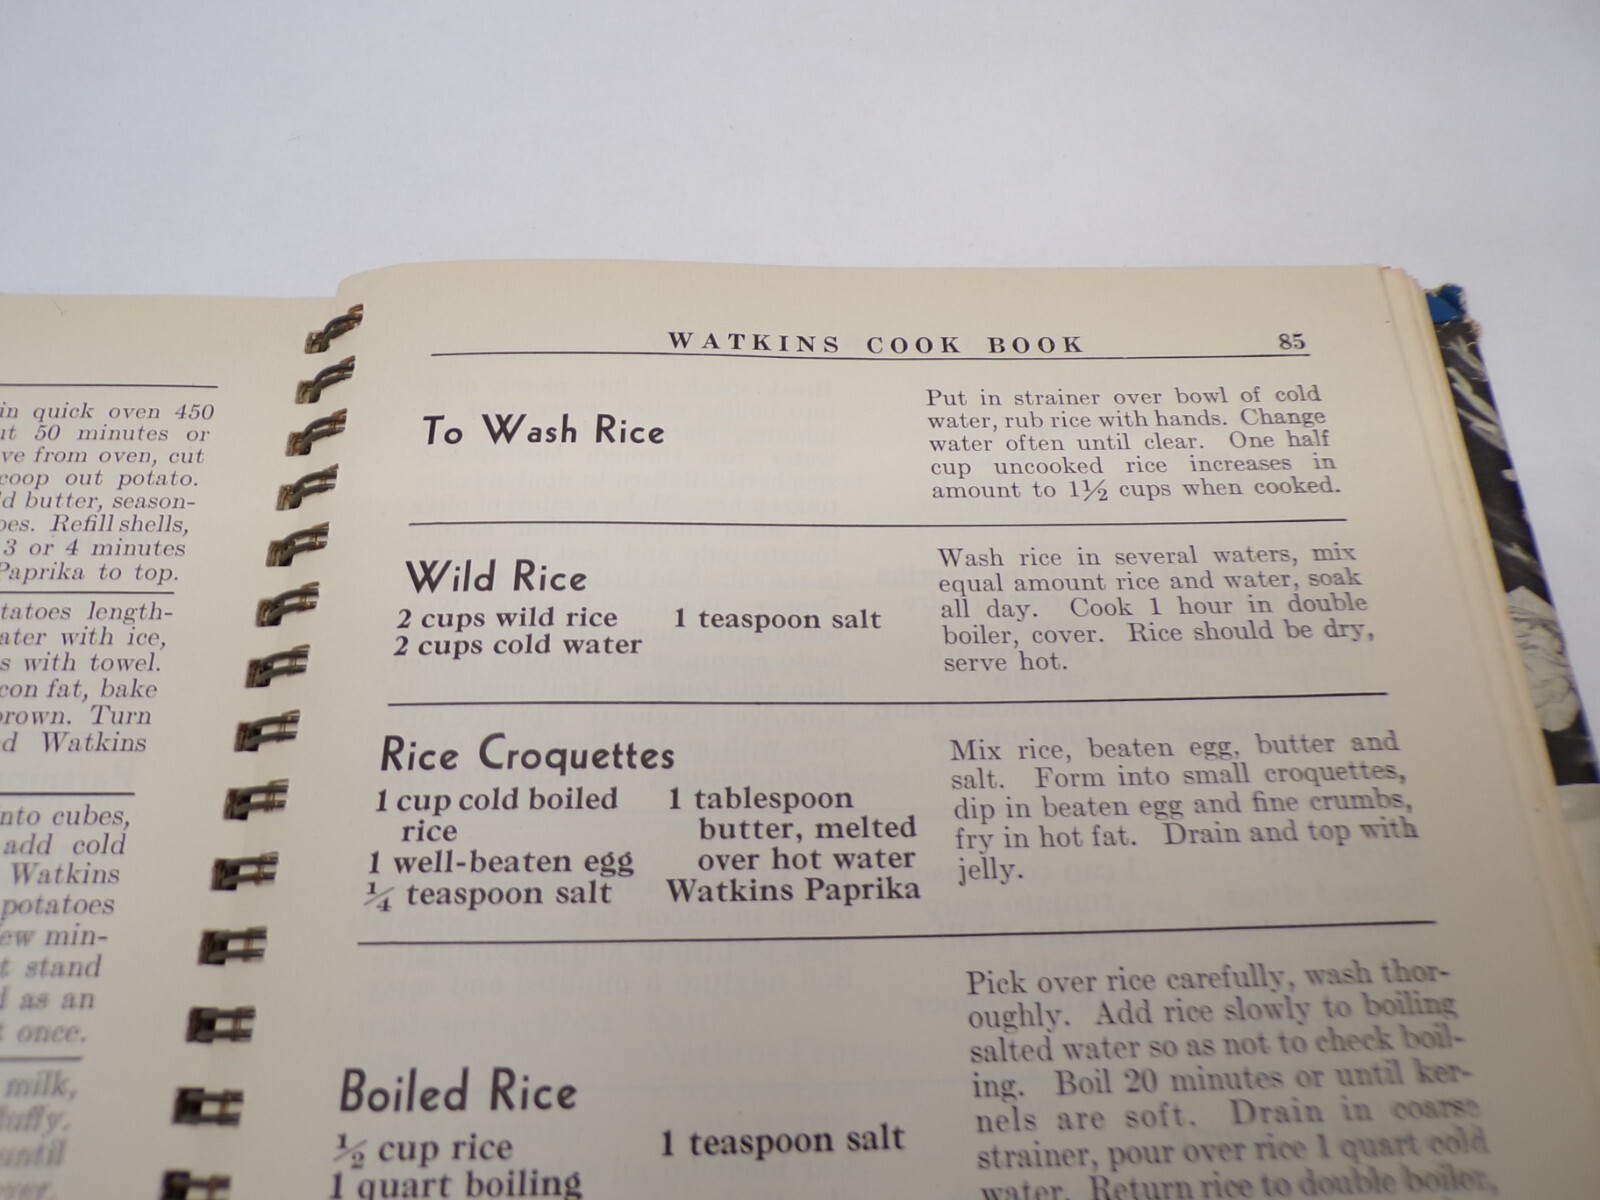 in quick oven 450
50 minutes or
from oven, cut
out potato.
butter, season-
Refill shells,
3 or 4 minutes
Paprika to top.
length-
with ice,
with towel.
fat, bake
Turn
Watkins
into cubes,
add cold
Watkins
potatoes
min-
stand
as an
once.
milk,
WATKINS COOK BOOK 85
To Wash Rice
Put in strainer over bowl of cold
water, rub rice with hands. Change
water often until clear. One half
cup uncooked rice increases in
amount to 1½ cups when cooked.
Wild Rice
2 cups wild rice
2 cups cold water
1 teaspoon salt
Wash rice in several waters, mix
equal amount rice and water, soak
all day. Cook 1 hour in double
boiler, cover. Rice should be dry,
serve hot.
Rice Croquettes
1 cup cold boiled
rice
1 well-beaten egg
¼ teaspoon salt
1 tablespoon
butter, melted
over hot water
Watkins Paprika
Mix rice, beaten egg, butter and
salt. Form into small croquettes,
dip in beaten egg and fine crumbs,
fry in hot fat. Drain and top with
jelly.
Boiled Rice
½ cup rice
1 quart boiling
1 teaspoon salt
Pick over rice carefully, wash thor-
oughly. Add rice slowly to boiling
salted water so as not to check boil-
ing. Boil 20 minutes or until ker-
nels are soft. Drain in coarse
strainer, pour over rice 1 quart cold
water. Return rice to double boiler,